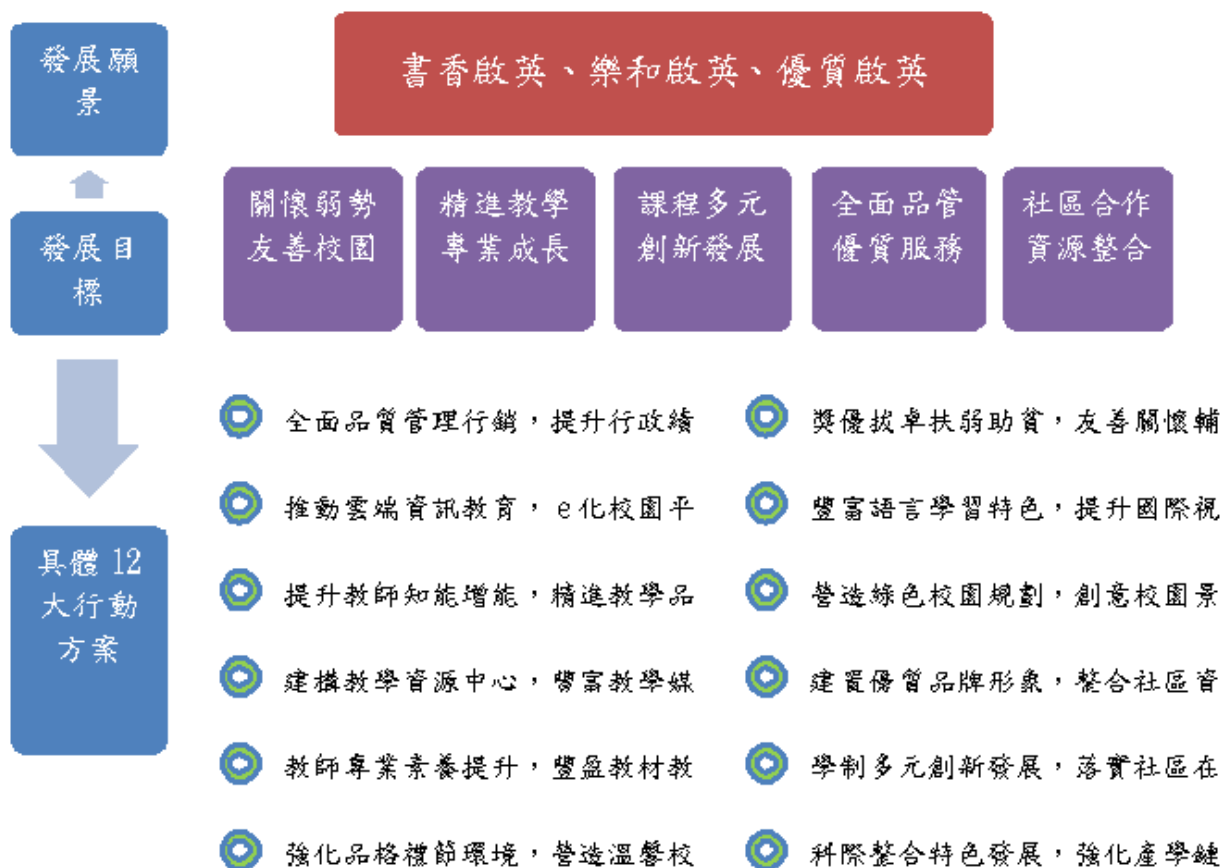 發展願
景
書香啟英、樂和啟英、優質啟英
發展目
標
關懷弱勢
友善校園
精進教學
專業成長
課程多元
創新發展
全面品管
優質服務
社區合作
資源整合
具體 12
大行動
方案
全面品質管理行銷，提升行政績
推動雲端資訊教育，e化校園平
提升教師知能增能，精進教學品
建構教學資源中心，豐富教學媒
教師專業素養提升，豐盈教材教
強化品格禮節環境，營造溫馨校
獎優拔卓扶弱助貧，友善關懷輔
豐富語言學習特色，提升國際視
營造綠色校園規劃，創意校園景
建置優質品牌形象，整合社區資
學制多元創新發展，落實社區在
科際整合特色發展，強化產學鏈